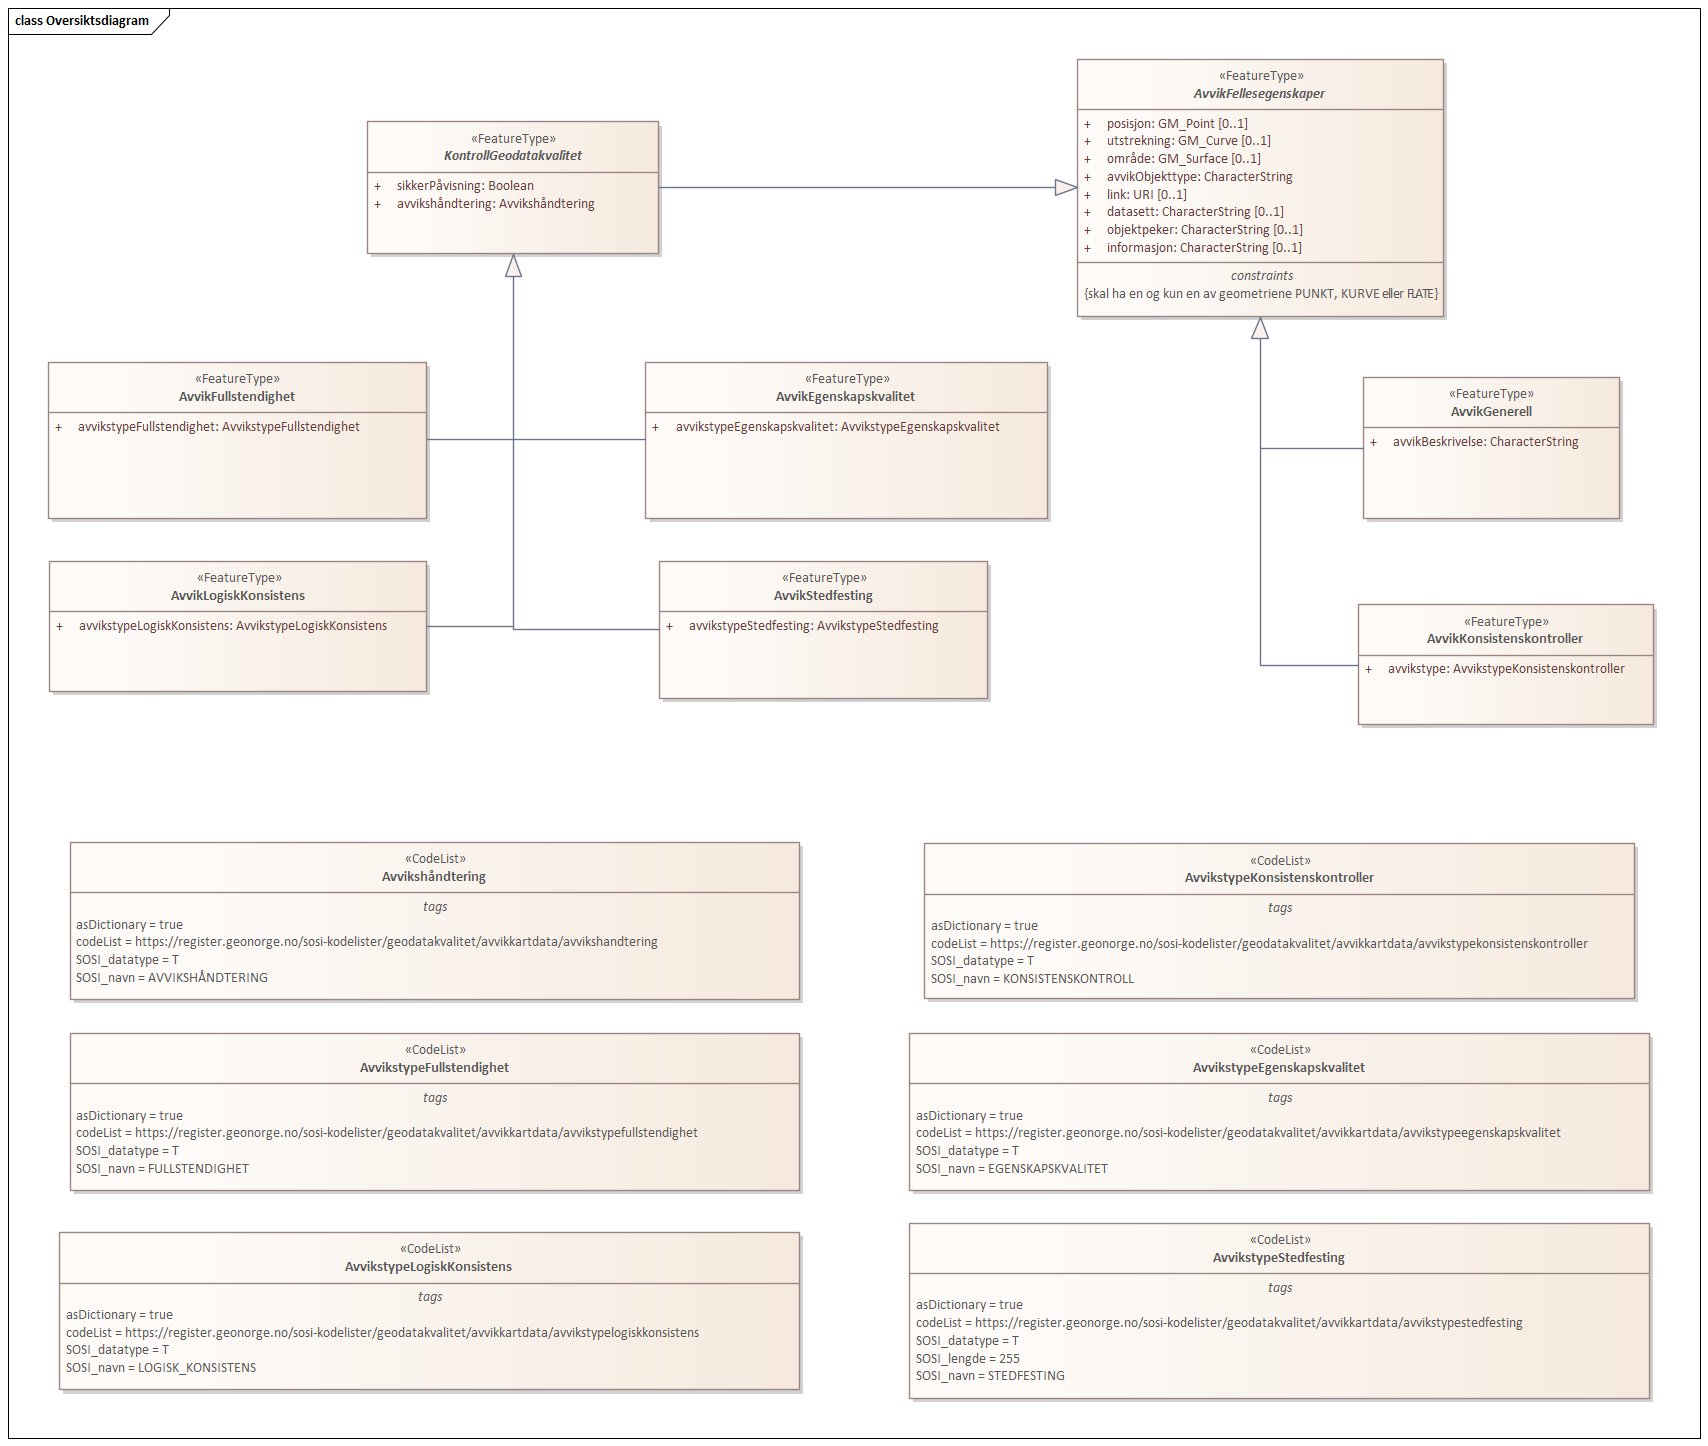 class Oversiktsdiagram
«FeatureType»
AvvikFellesegenskaper
+ posisjon: GM_Point [0..1]
+ utstrekning: GM_Curve [0..1]
+ område: GM_Surface [0..1]
+ avvikObjekttype: CharacterString
+ link: URI [0..1]
+ datasett: CharacterString [0..1]
+ objektpeker: CharacterString [0..1]
+ informasjon: CharacterString [0..1]
constraints
{skal ha en og kun en av geometriene PUNKT, KURVE eller FLATE}
«FeatureType»
KontrollGeodatakvalitet
+ sikkerPåvisning: Boolean
+ avvikshåndtering: Avvikshåndtering
«FeatureType»
AvvikFullstendighet
+ avvikstypeFullstendighet: AvvikstypeFullstendighet
«FeatureType»
AvvikEgenskapskvalitet
+ avvikstypeEgenskapskvalitet: AvvikstypeEgenskapskvalitet
«FeatureType»
AvvikGenerell
+ avvikBeskrivelse: CharacterString
«FeatureType»
AvvikLogiskKonsistens
+ avvikstypeLogiskKonsistens: AvvikstypeLogiskKonsistens
«FeatureType»
AvvikStedfesting
+ avvikstypeStedfesting: AvvikstypeStedfesting
«FeatureType»
AvvikKonsistenskontroller
+ avvikstype: AvvikstypeKonsistenskontroller
«CodeList»
Avvikshåndtering
tags
asDictionary = true
codeList = https://register.geonorge.no/sosi-kodelister/geodatakvalitet/avvikkartdata/avvikshandtering
SOSI_datatype = T
SOSI_navn = AVVIKSHÅNDTERING
«CodeList»
AvvikstypeKonsistenskontroller
tags
asDictionary = true
codeList = https://register.geonorge.no/sosi-kodelister/geodatakvalitet/avvikkartdata/avvikstypekonsistenskontroller
SOSI_datatype = T
SOSI_navn = KONSISTENSKONTROLL
«CodeList»
AvvikstypeFullstendighet
tags
asDictionary = true
codeList = https://register.geonorge.no/sosi-kodelister/geodatakvalitet/avvikkartdata/avvikstypefullstendighet
SOSI_datatype = T
SOSI_navn = FULLSTENDIGHET
«CodeList»
AvvikstypeEgenskapskvalitet
tags
asDictionary = true
codeList = https://register.geonorge.no/sosi-kodelister/geodatakvalitet/avvikkartdata/avvikstypeegenskapskvalitet
SOSI_datatype = T
SOSI_navn = EGENSKAPSKVALITET
«CodeList»
AvvikstypeLogiskKonsistens
tags
asDictionary = true
codeList = https://register.geonorge.no/sosi-kodelister/geodatakvalitet/avvikkartdata/avvikstypelogiskkonsistens
SOSI_datatype = T
SOSI_navn = LOGISK_KONSISTENS
«CodeList»
AvvikstypeStedfesting
tags
asDictionary = true
codeList = https://register.geonorge.no/sosi-kodelister/geodatakvalitet/avvikkartdata/avvikstypestedfesting
SOSI_datatype = T
SOSI_lengde = 255
SOSI_navn = STEDFESTING